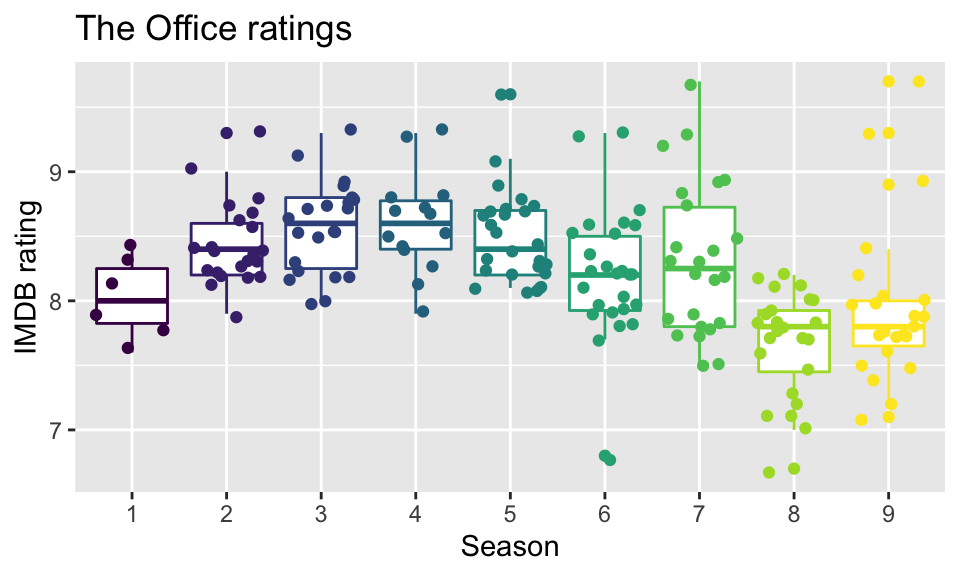 The Office ratings
IMDB rating
9
8
7
1 2 3 4 5 6 7 8 9
Season